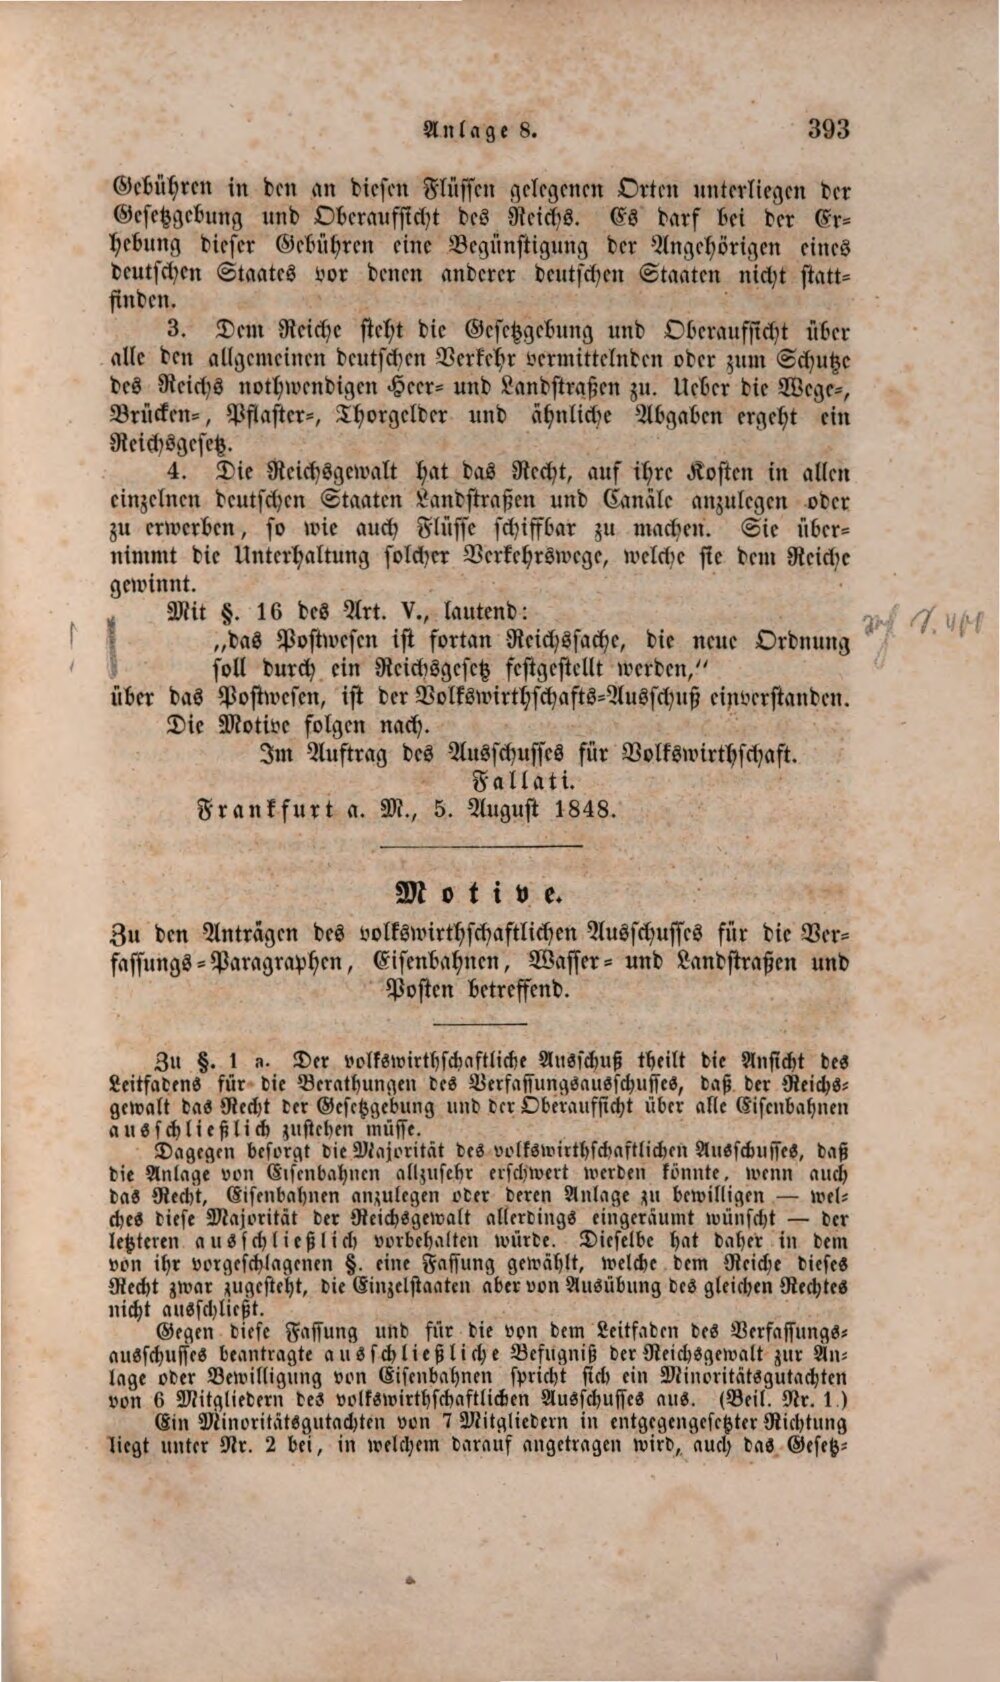 Anlage 8. 393
Gebühren in den an diesen Flüssen gelegenen Orten unterliegen der
Gesetzgebung und Oberaufsicht des Reichs. Es darf bei der Er=
hebung dieser Gebühren eine Begünstigung der Angehörigen eines
deutschen Staates vor denen anderer deutschen Staaten nicht statt=
finden.
3. Dem Reiche steht die Gesetzgebung und Oberaufsicht über
alle den allgemeinen deutschen Verkehr vermittelnden oder zum Schutze
des Reichs nothwendigen Heer= und Landstraßen zu. Ueber die Wege=,
Brücken=, Pflaster=, Thorgelder und ähnliche Abgaben ergeht ein
Reichsgesetz.
4. Die Reichsgewalt hat das Recht, auf ihre Kosten in allen
einzelnen deutschen Staaten Landstraßen und Canäle anzulegen oder
zu erwerben, so wie auch Flüsse schiffbar zu machen. Sie über=
nimmt die Unterhaltung solcher Verkehrswege, welche sie dem Reiche
gewinnt.
Mit §. 16 des Art. V., lautend:
„das Postwesen ist fortan Reichssache, die neue Ordnung
soll durch ein Reichsgesetz festgestellt werden,“
über das Postwesen, ist der Volkswirthschafts=Ausschuß einverstanden.
Die Motive folgen nach.
Im Auftrag des Ausschusses für Volkswirthschaft.
Fallati.
Frankfurt a. M., 5. August 1848.
Motive.
Zu den Anträgen des volkswirthschaftlichen Ausschusses für die Ver=
fassungs=Paragraphen, Eisenbahnen, Wasser= und Landstraßen und
Posten betreffend.
Zu §. 1 a. Der volkswirthschaftliche Ausschuß theilt die Ansicht des
Leitfadens für die Berathungen des Verfassungsausschusses, daß der Reichs=
gewalt das Recht der Gesetzgebung und der Oberaufsicht über alle Eisenbahnen
ausschließlich zustehen müsse.
Dagegen besorgt die Majorität des volkswirthschaftlichen Ausschusses, daß
die Anlage von Eisenbahnen allzusehr erschwert werden könnte, wenn auch
das Recht, Eisenbahnen anzulegen oder deren Anlage zu bewilligen — wel=
ches diese Majorität der Reichsgewalt allerdings eingeräumt wünscht — der
letzteren ausschließlich vorbehalten würde. Dieselbe hat daher in dem
von ihr vorgeschlagenen §. eine Fassung gewählt, welche dem Reiche dieses
Recht zwar zugesteht, die Einzelstaaten aber von Ausübung des gleichen Rechtes
nicht ausschließt.
Gegen diese Fassung und für die von dem Leitfaden des Verfassungs=
ausschusses beantragte ausschließliche Befugniß der Reichsgewalt zur An=
lage oder Bewilligung von Eisenbahnen spricht sich ein Minoritätsgutachten
von 6 Mitgliedern des volkswirthschaftlichen Ausschusses aus. (Beil. Nr. 1.)
Ein Minoritätsgutachten von 7 Mitgliedern in entgegengesetzter Richtung
liegt unter Nr. 2 bei, in welchem darauf angetragen wird, auch das Gesetz=